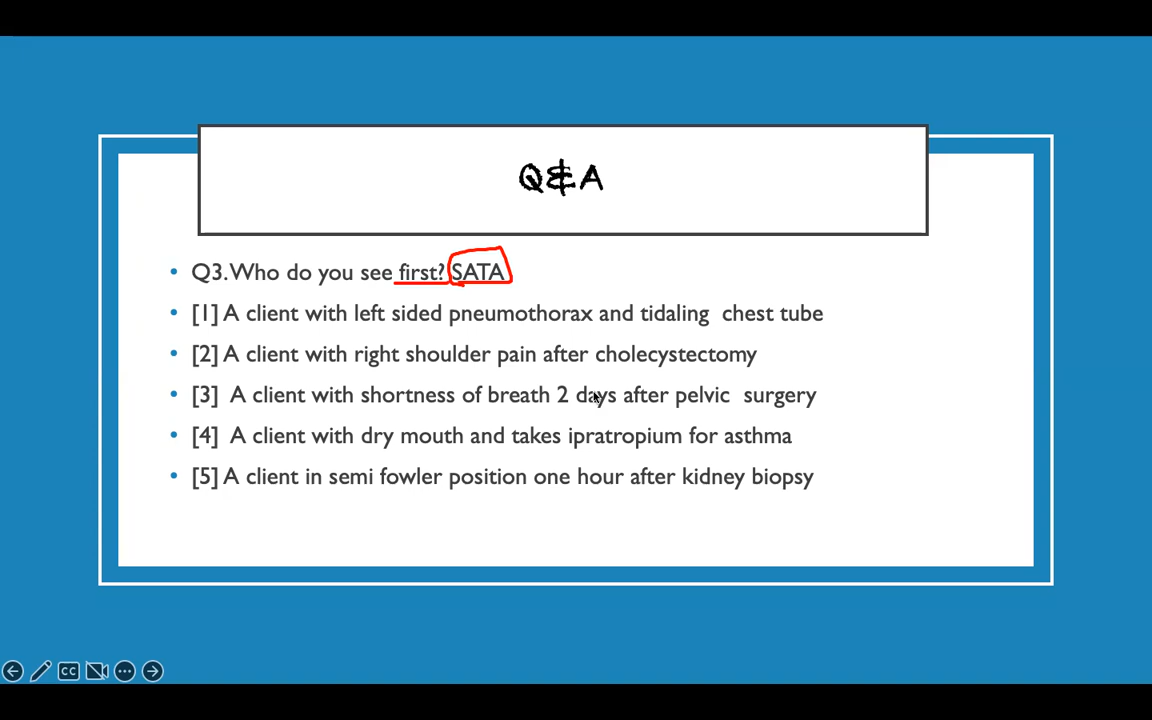 Q&A
• Q3.Who do you see first? SATA
• [1] A client with left sided pneumothorax and tidaling chest tube
• [2] A client with right shoulder pain after cholecystectomy
• [3] A client with shortness of breath 2 days after pelvic surgery
• [4] A client with dry mouth and takes ipratropium for asthma
• [5] A client in semi fowler position one hour after kidney biopsy
CC